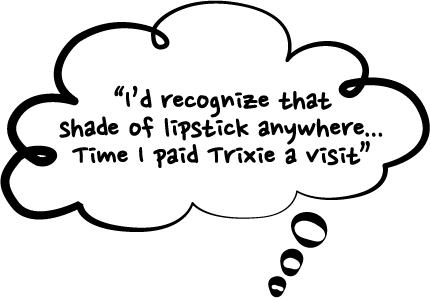 “I’d recognize that
shade of lipstick anywhere...
Time I paid Trixie a visit”